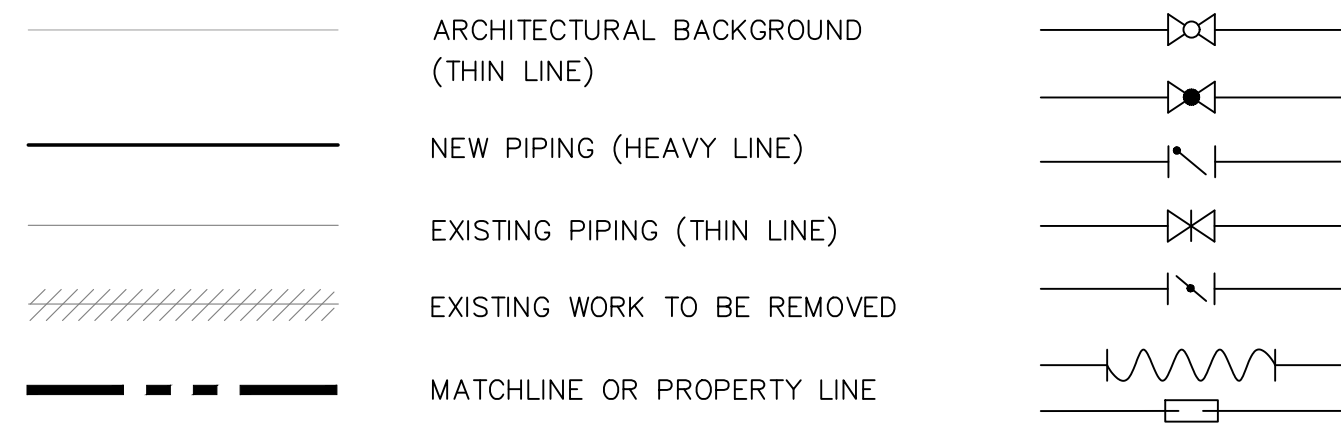 ARCHITECTURAL BACKGROUND
(THIN LINE)
NEW PIPING (HEAVY LINE)
EXISTING PIPING (THIN LINE)
EXISTING WORK TO BE REMOVED
MATCHLINE OR PROPERTY LINE